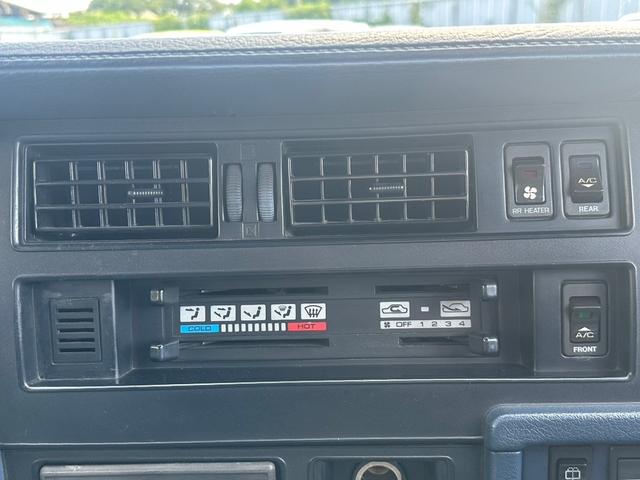 A/C
RR HEATER
REAR
COLD
HOT
OFF 1 2 3 4
A/C
FRONT